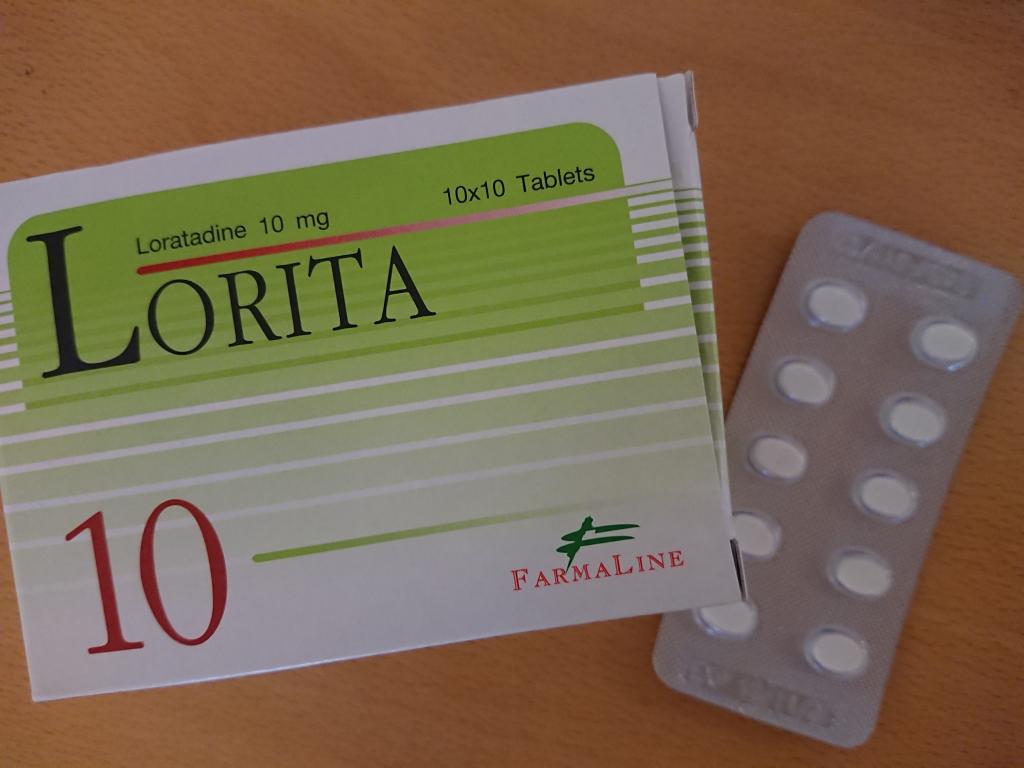 Loratadine 10 mg
10x10 Tablets
LORITA
10
FARMALINE